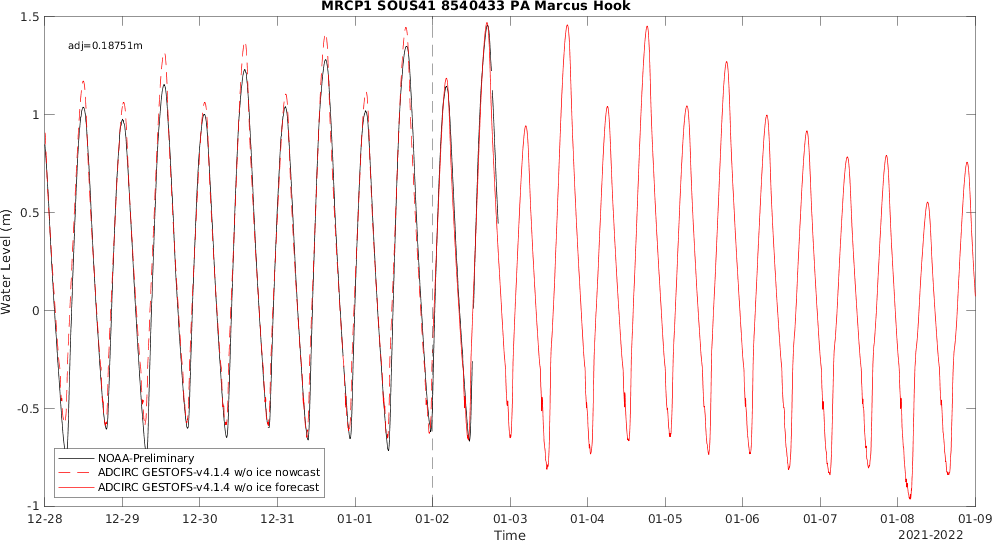 MRCP1 SOUS41 8540433 PA Marcus Hook
adj=0.18751m
Water Level (m)
1.5
1
0.5
0
-0.5
-1
NOAA-Preliminary
ADCIRC GESTOFS-v4.1.4 w/o ice nowcast
ADCIRC GESTOFS-v4.1.4 w/o ice forecast
12-28 12-29 12-30 12-31 01-01 01-02 01-03 01-04 01-05 01-06 01-07 01-08 01-09
Time
2021-2022